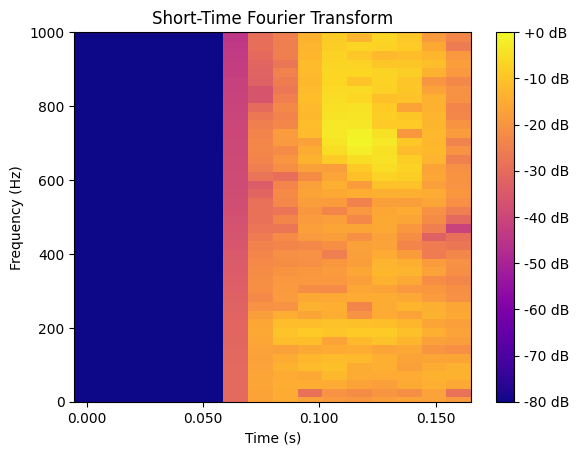 Short-Time Fourier Transform
1000
800
600
400
200
0
Frequency (Hz)
0.000
0.050
0.100
0.150
Time (s)
+0 dB
-10 dB
-20 dB
-30 dB
-40 dB
-50 dB
-60 dB
-70 dB
-80 dB